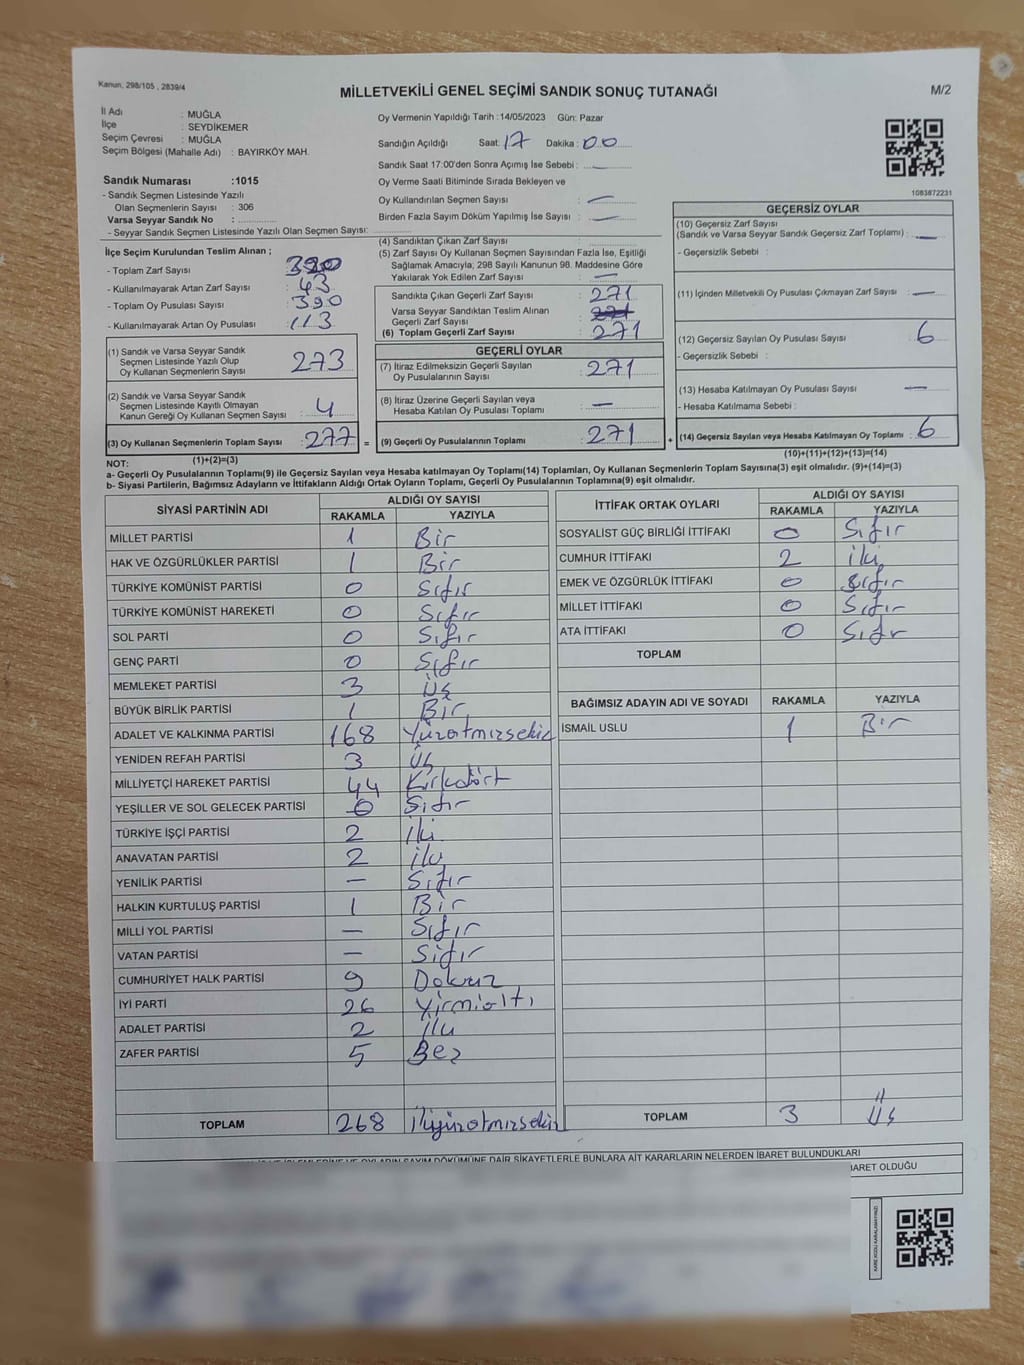 Kanun, 298/105 , 2839/4
MİLLETVEKİLİ GENEL SEÇİMİ SANDIK SONUÇ TUTANAĞI
M/2
İl Adı : MUĞLA
İlçe : SEYDİKEMER
Seçim Çevresi : MUĞLA
Seçim Bölgesi (Mahalle Adı) : BAYIRKÖY MAH.
Sandık Numarası :1015
- Sandık Seçmen Listesinde Yazılı
Olan Seçmenlerin Sayısı : 306
Varsa Seyyar Sandık No :
- Seyyar Sandık Seçmen Listesinde Yazılı Olan Seçmen Sayısı:
Oy Vermenin Yapıldığı Tarih :14/05/2023 Gün: Pazar
Sandığın Açıldığı Saat: 17 Dakika : 00
Sandık Saat 17:00'den Sonra Açımış İse Sebebi : —
Oy Verme Saati Bitiminde Sırada Bekleyen ve
Oy Kullandırılan Seçmen Sayısı : —
Birden Fazla Sayım Döküm Yapılmış İse Sayısı : —
1083872231
İlçe Seçim Kurulundan Teslim Alınan ;
- Toplam Zarf Sayısı : 320
- Kullanılmayarak Artan Zarf Sayısı : 43
- Toplam Oy Pusulası Sayısı : 390
- Kullanılmayarak Artan Oy Pusulası : 113
(1) Sandık ve Varsa Seyyar Sandık
Seçmen Listesinde Yazılı Olup
Oy Kullanan Seçmenlerin Sayısı : 273
(2) Sandık ve Varsa Seyyar Sandık
Seçmen Listesinde Kayıtlı Olmayan
Kanun Gereği Oy Kullanan Seçmen Sayısı : 4
(3) Oy Kullanan Seçmenlerin Toplam Sayısı : 277 =
(1)+(2)=(3)
(4) Sandıktan Çıkan Zarf Sayısı :
(5) Zarf Sayısı Oy Kullanan Seçmen Sayısından Fazla İse, Eşitliği
Sağlamak Amacıyla; 298 Sayılı Kanunun 98. Maddesine Göre
Yakılarak Yok Edilen Zarf Sayısı : —
Sandıkta Çıkan Geçerli Zarf Sayısı : 271
Varsa Seyyar Sandıktan Teslim Alınan
Geçerli Zarf Sayısı : 271
(6) Toplam Geçerli Zarf Sayısı : 271
GEÇERLİ OYLAR
(7) İtiraz Edilmeksizin Geçerli Sayılan
Oy Pusulalarının Sayısı : 271
(8) İtiraz Üzerine Geçerli Sayılan veya
Hesaba Katılan Oy Pusulası Toplamı : —
(9) Geçerli Oy Pusulalarının Toplamı : 271 +
GEÇERSİZ OYLAR
(10) Geçersiz Zarf Sayısı
(Sandık ve Varsa Seyyar Sandık Geçersiz Zarf Toplamı) : —
- Geçersizlik Sebebi :
(11) İçinden Milletvekili Oy Pusulası Çıkmayan Zarf Sayısı : —
(12) Geçersiz Sayılan Oy Pusulası Sayısı : 6
- Geçersizlik Sebebi :
(13) Hesaba Katılmayan Oy Pusulası Sayısı : —
- Hesaba Katılmama Sebebi :
(14) Geçersiz Sayılan veya Hesaba Katılmayan Oy Toplamı : 6
(10)+(11)+(12)+(13)=(14)
NOT:
a- Geçerli Oy Pusulalarının Toplamı(9) ile Geçersiz Sayılan veya Hesaba katılmayan Oy Toplamı(14) Toplamları, Oy Kullanan Seçmenlerin Toplam Sayısına(3) eşit olmalıdır. (9)+(14)=(3)
b- Siyasi Partilerin, Bağımsız Adayların ve İttifakların Aldığı Ortak Oyların Toplamı, Geçerli Oy Pusulalarının Toplamına(9) eşit olmalıdır.
SİYASİ PARTİNİN ADI ALDIĞI OY SAYISI
RAKAMLA YAZIYLA
MİLLET PARTİSİ 1 Bir
HAK VE ÖZGÜRLÜKLER PARTİSİ 1 Bir
TÜRKİYE KOMÜNİST PARTİSİ 0 Sıfır
TÜRKİYE KOMÜNİST HAREKETİ 0 Sıfır
SOL PARTİ 0 Sıfır
GENÇ PARTİ 0 Sıfır
MEMLEKET PARTİSİ 3 Üç
BÜYÜK BİRLİK PARTİSİ 1 Bir
ADALET VE KALKINMA PARTİSİ 168 Yüzatmızsekiz
YENİDEN REFAH PARTİSİ 3 Üç
MİLLİYETÇİ HAREKET PARTİSİ 44 Kırkdört
YEŞİLLER VE SOL GELECEK PARTİSİ 0 Sıfır
TÜRKİYE İŞÇİ PARTİSİ 2 iki
ANAVATAN PARTİSİ 2 iki
YENİLİK PARTİSİ — Sıfır
HALKIN KURTULUŞ PARTİSİ 1 Bir
MİLLİ YOL PARTİSİ — Sıfır
VATAN PARTİSİ — Sıfır
CUMHURİYET HALK PARTİSİ 9 Dokuz
İYİ PARTİ 26 Yirmialtı
ADALET PARTİSİ 2 iki
ZAFER PARTİSİ 5 Beş
TOPLAM 268 ikiyüzatmızsekiz
İTTİFAK ORTAK OYLARI ALDIĞI OY SAYISI
RAKAMLA YAZIYLA
SOSYALİST GÜÇ BİRLİĞİ İTTİFAKI 0 Sıfır
CUMHUR İTTİFAKI 2 iki
EMEK VE ÖZGÜRLÜK İTTİFAKI 0 Sıfır
MİLLET İTTİFAKI 0 Sıfır
ATA İTTİFAKI 0 Sıfr
TOPLAM
BAĞIMSIZ ADAYIN ADI VE SOYADI RAKAMLA YAZIYLA
İSMAİL USLU 1 Bir
TOPLAM 3 Üç
SAYIM DÖKÜMÜNE DAİR ŞİKAYETLERLE BUNLARA AİT KARARLARIN NELERDEN İBARET BULUNDUKLARI
İBARET OLDUĞU